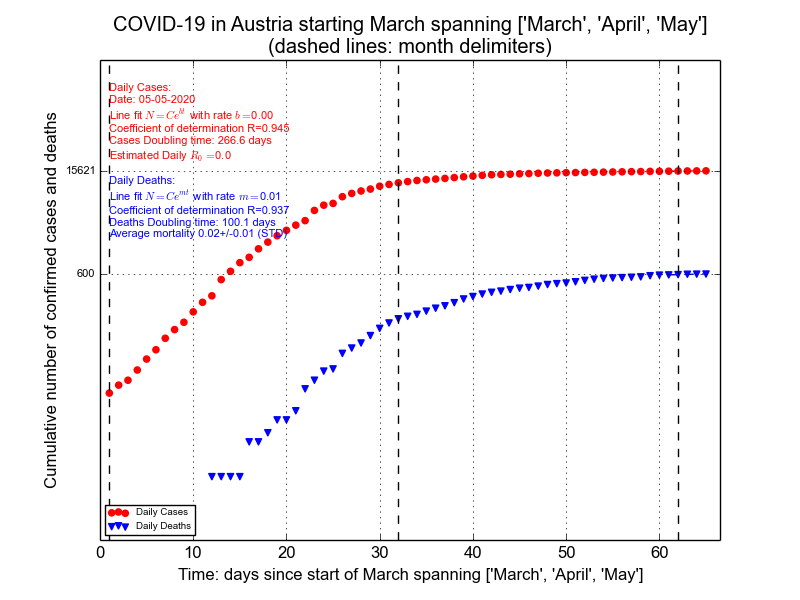 COVID-19 in Austria starting March spanning ['March', 'April', 'May']
(dashed lines: month delimiters)
Daily Cases:
Date: 05-05-2020
Line fit N = Ce^{bt} with rate b =0.00
Coefficient of determination R=0.945
Cases Doubling time: 266.6 days
Estimated Daily R_0 =0.0
Daily Deaths:
Line fit N = Ce^{mt} with rate m =0.01
Coefficient of determination R=0.937
Deaths Doubling time: 100.1 days
Average mortality 0.02+/-0.01 (STD)
Cumulative number of confirmed cases and deaths
15621
600
Daily Cases
Daily Deaths
0 10 20 30 40 50 60
Time: days since start of March spanning ['March', 'April', 'May']